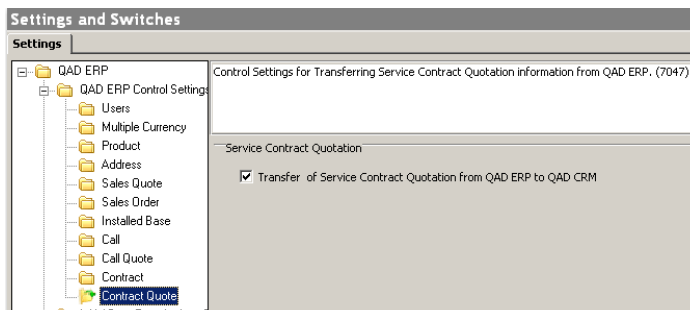 Settings and Switches
Settings
QAD ERP
QAD ERP Control Settings
Users
Multiple Currency
Product
Address
Sales Quote
Sales Order
Installed Base
Call
Call Quote
Contract
Contract Quote
Control Settings for Transferring Service Contract Quotation information from QAD ERP. (7047)
Service Contract Quotation
Transfer of Service Contract Quotation from QAD ERP to QAD CRM